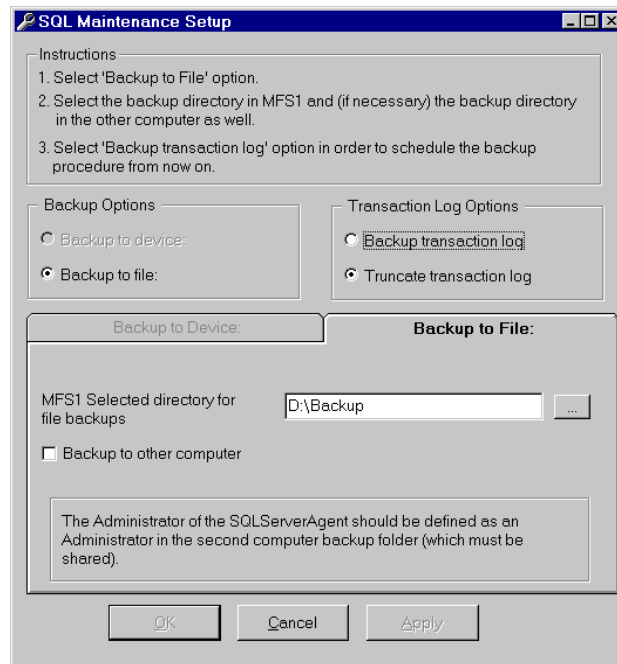 SQL Maintenance Setup
Instructions
1. Select 'Backup to File' option.
2. Select the backup directory in MFS1 and (if necessary) the backup directory
in the other computer as well.
3. Select 'Backup transaction log' option in order to schedule the backup
procedure from now on.
Backup Options
Transaction Log Options
Backup to device:
Backup transaction log
Backup to file:
Truncate transaction log
Backup to Device:
Backup to File:
MFS1 Selected directory for
file backups
D:\Backup
...
Backup to other computer
The Administrator of the SQLServerAgent should be defined as an
Administrator in the second computer backup folder (which must be
shared).
OK
Cancel
Apply